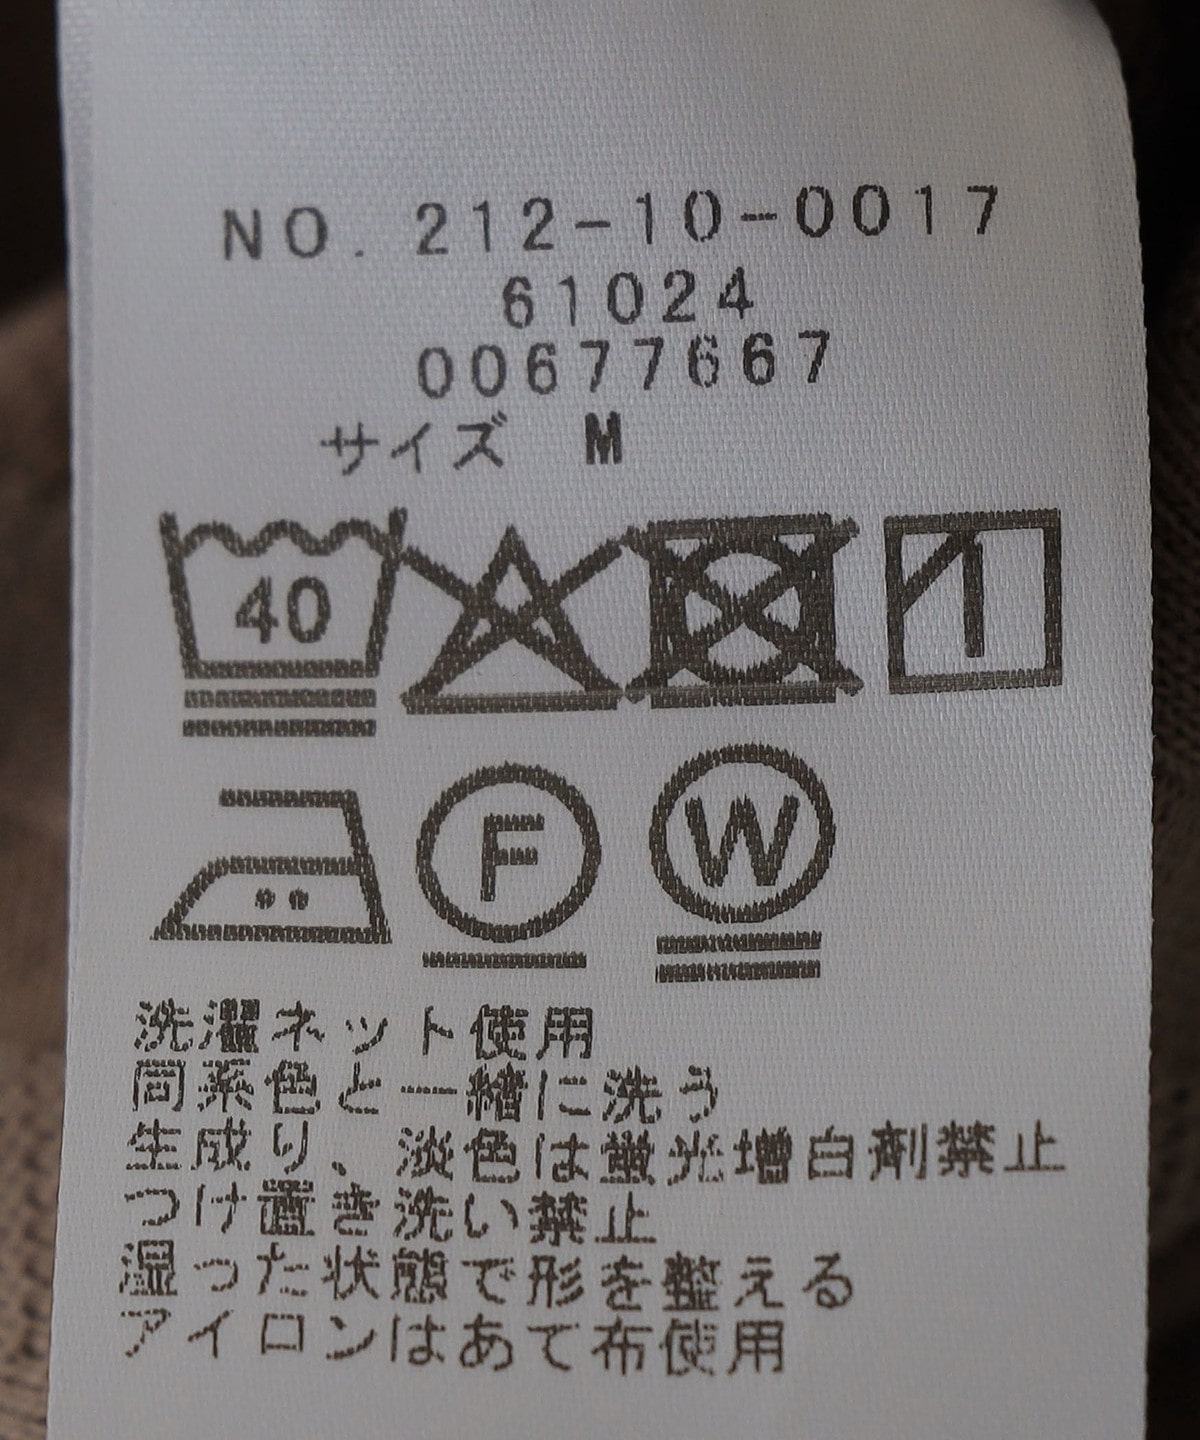 NO. 212-10-0017
61024
00677667
サイズ M
40
F W
洗濯ネット使用
同系色と一緒に洗う
生成り、淡色は蛍光増白剤禁止
つけ置き洗い禁止
湿った状態で形を整える
アイロンはあて布使用